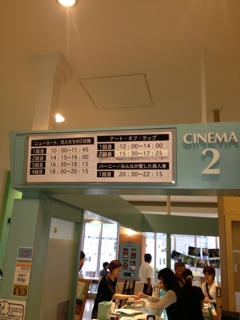 ニューヨーク、恋人たちの2日間
1回目 10:00～11:45
2回目 14:15～16:00
3回目 16:30～18:15
4回目 18:30～20:15
アート・オブ・ラップ
1回目 12:00～14:00
2回目 15:30～17:25
バーニー/みんなが愛した殺人者
1回目 20:30～22:15
CINEMA
2